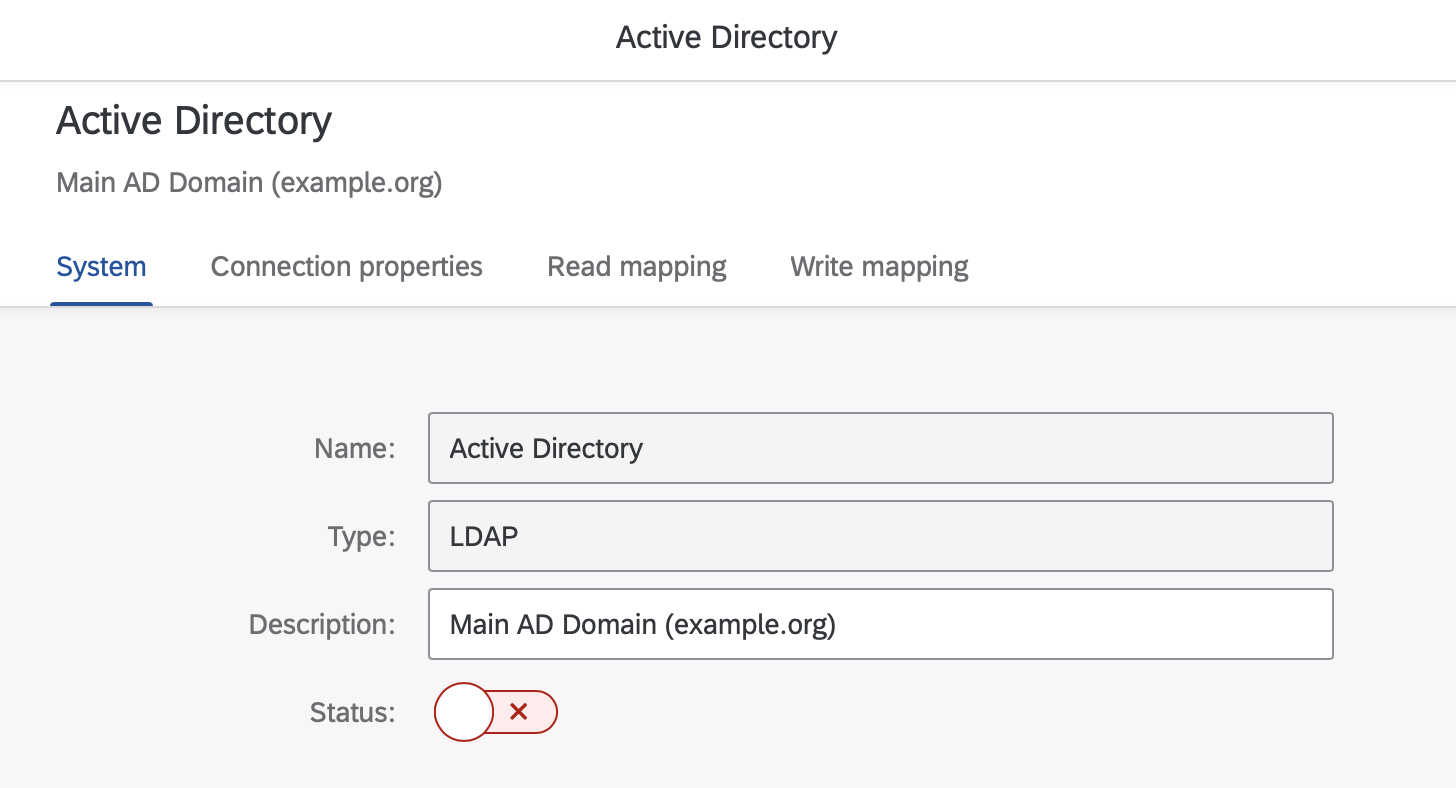 Active Directory
Active Directory
Main AD Domain (example.org)
System Connection properties Read mapping Write mapping
Name: Active Directory
Type: LDAP
Description: Main AD Domain (example.org)
Status: